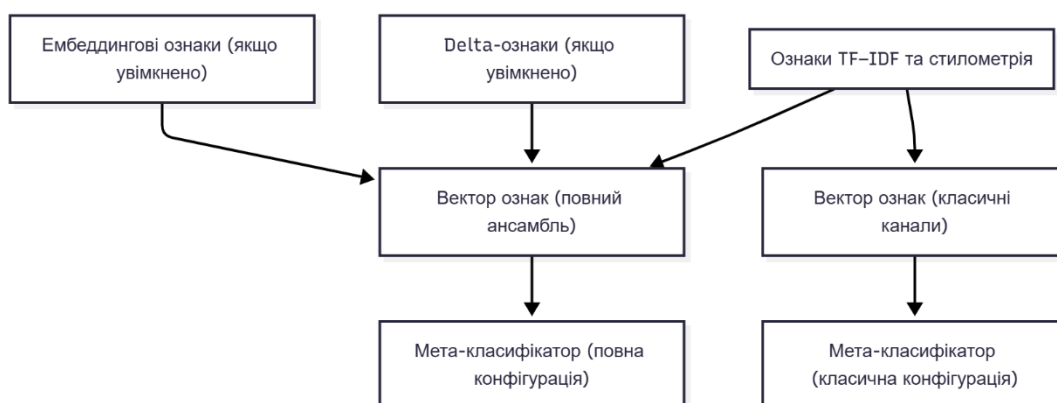 Ембеддингові ознаки (якщо
увімкнено)
Delta-ознаки (якщо
увімкнено)
Ознаки TF–IDF та стилометрія
Вектор ознак (повний
ансамбль)
Вектор ознак (класичні
канали)
Мета-класифікатор (повна
конфігурація)
Мета-класифікатор
(класична конфігурація)